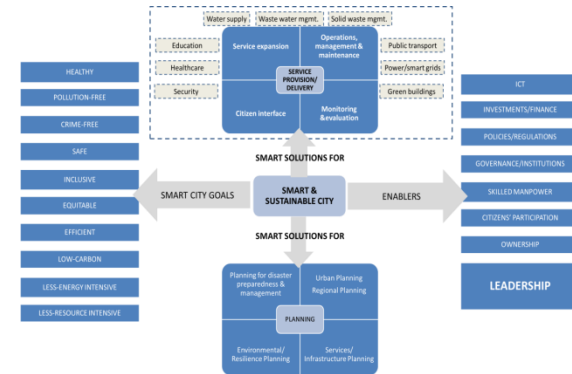 Water supply
Waste water mgmt.
Solid waste mgmt.
Education
Healthcare
Security
Service expansion
Operations,
management &
maintenance
SERVICE
PROVISION/
DELIVERY
Citizen interface
Monitoring
&evaluation
Public transport
Power/smart grids
Green buildings
HEALTHY
POLLUTION-FREE
CRIME-FREE
SAFE
INCLUSIVE
EQUITABLE
EFFICIENT
LOW-CARBON
LESS-ENERGY INTENSIVE
LESS-RESOURCE INTENSIVE
SMART SOLUTIONS FOR
SMART CITY GOALS
SMART &
SUSTAINABLE CITY
ENABLERS
SMART SOLUTIONS FOR
ICT
INVESTMENTS/FINANCE
POLICIES/REGULATIONS
GOVERNANCE/INSTITUTIONS
SKILLED MANPOWER
CITIZENS' PARTICIPATION
OWNERSHIP
LEADERSHIP
Planning for disaster
preparedness &
management
Urban Planning
Regional Planning
PLANNING
Environmental/
Resilience Planning
Services/
Infrastructure Planning